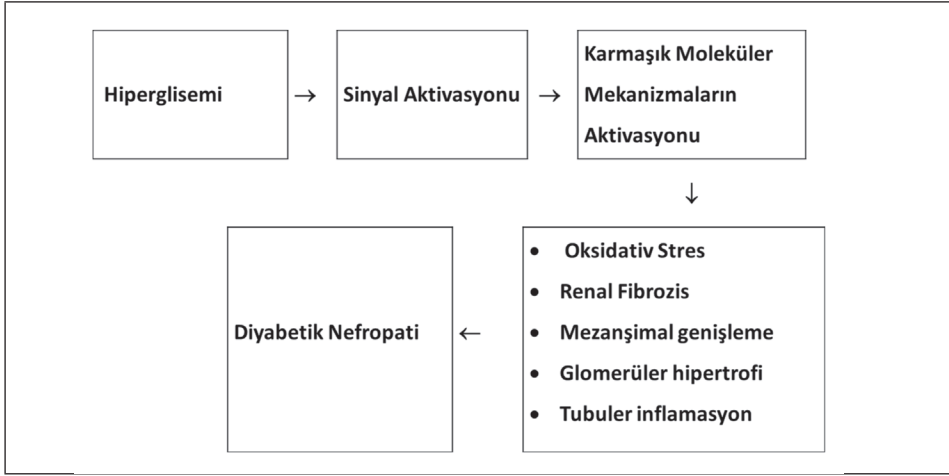 Hiperglisemi
→
Sinyal Aktivasyonu
→
Karmaşık Moleküler
Mekanizmaların
Aktivasyonu
↓
• Oksidativ Stres
• Renal Fibrozis
• Mezanşimal genişleme
• Glomerüler hipertrofi
• Tubuler inflamasyon
←
Diyabetik Nefropati